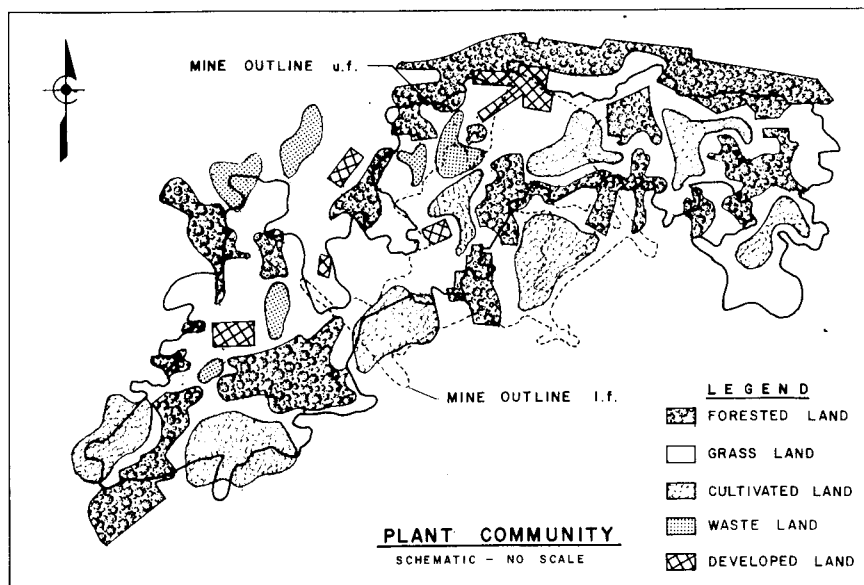 MINE OUTLINE u.f.
MINE OUTLINE l.f.
LEGEND
FORESTED LAND
GRASS LAND
CULTIVATED LAND
WASTE LAND
DEVELOPED LAND
PLANT COMMUNITY
SCHEMATIC - NO SCALE